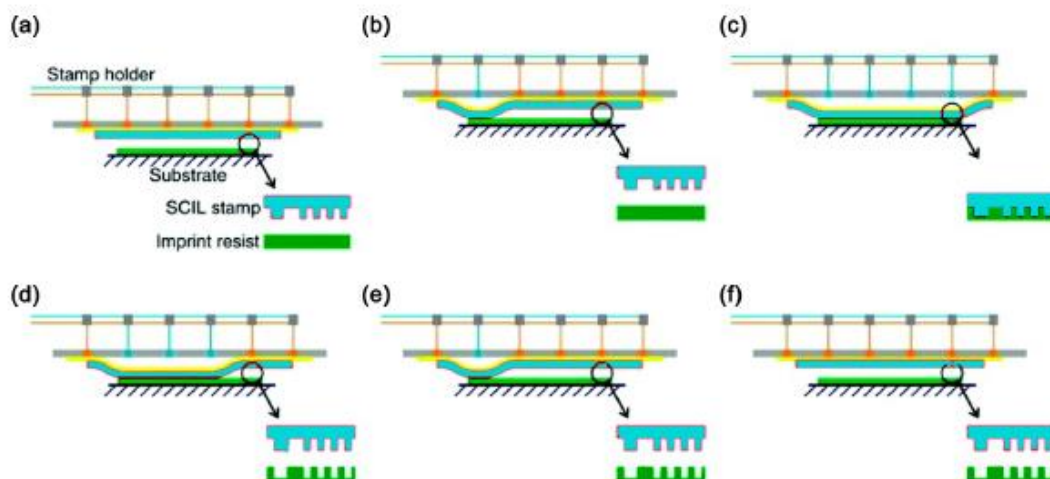 (a)
(b)
(c)
Stamp holder
Substrate
SCIL stamp
Imprint resist
(d)
(e)
(f)